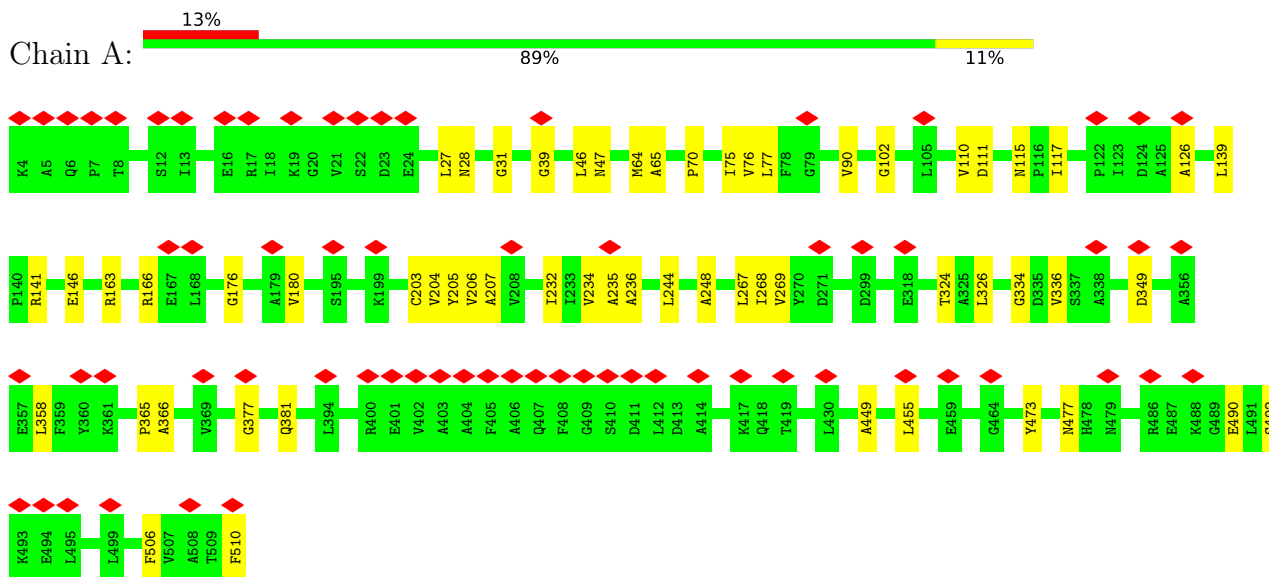 13%
Chain A:
89% 11%
K4 A5 Q6 P7 T8 S12 I13 E16 R17 I18 K19 G20 V21 S22 D23 E24 L27 N28 G31 G39 L46 N47 M64 A65 P70 I75 V76 L77 F78 G79 V90 G102 L105 V110 D111 N115 P116 I117 P122 I123 D124 A125 A126 L139
P140 R141 E146 R163 R166 E167 L168 G176 A179 V180 S195 K199 C203 V204 Y205 V206 A207 V208 I232 I233 V234 A235 A236 L244 A248 L267 I268 V269 Y270 D271 D299 E318 T324 A325 L326 G334 D335 V336 S337 A338 D349 A356
E357 L358 F359 Y360 K361 P365 A366 V369 G377 Q381 L394 R400 E401 V402 A403 A404 F405 A406 Q407 F408 G409 S410 D411 L412 D413 A414 K417 Q418 T419 L430 A449 L455 E459 G464 Y473 N477 H478 N479 R486 E487 K488 G489 E490 L491
K493 E494 L495 L499 F506 V507 A508 T509 F510